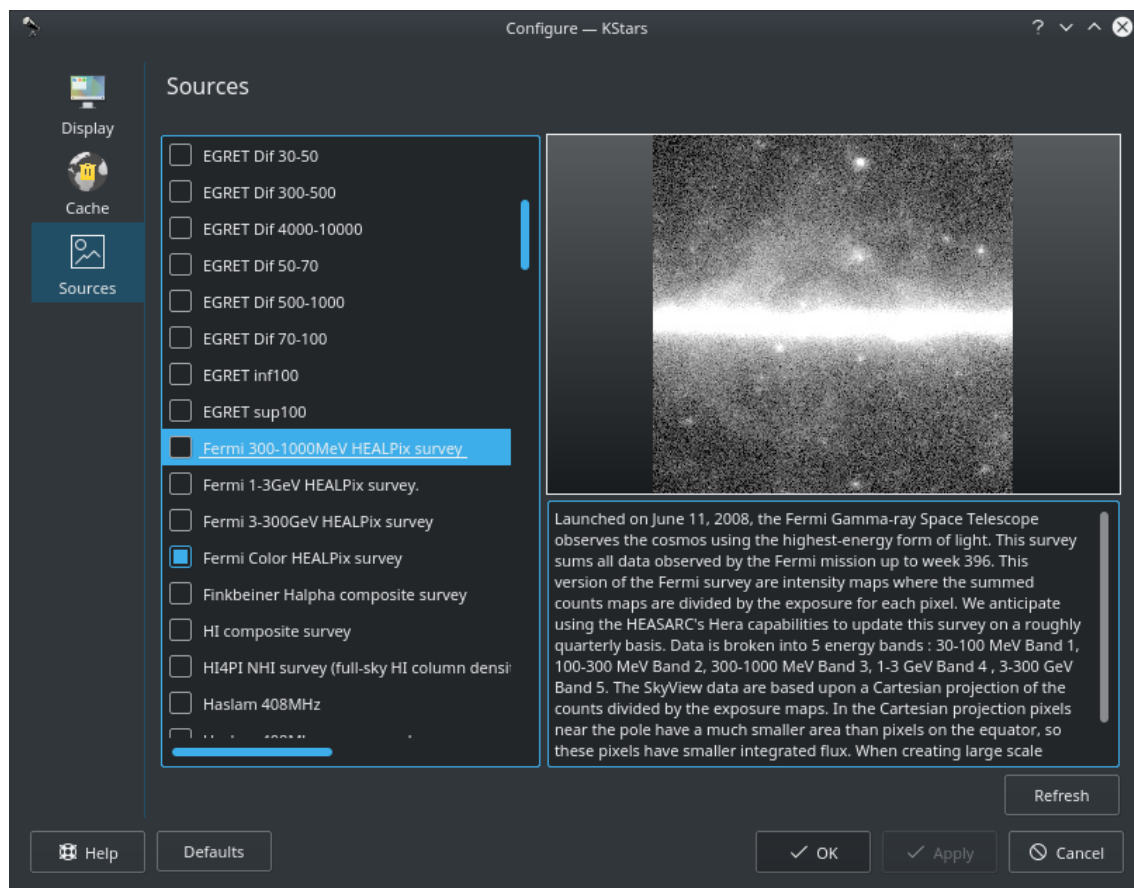 Configure — KStars
?
Display
Cache
Sources
Sources
EGRET Dif 30-50
EGRET Dif 300-500
EGRET Dif 4000-10000
EGRET Dif 50-70
EGRET Dif 500-1000
EGRET Dif 70-100
EGRET inf100
EGRET sup100
Fermi 300-1000MeV HEALPix survey
Fermi 1-3GeV HEALPix survey.
Fermi 3-300GeV HEALPix survey
Fermi Color HEALPix survey
Finkbeiner Halpha composite survey
HI composite survey
HI4PI NHI survey (full-sky HI column densit
Haslam 408MHz
Launched on June 11, 2008, the Fermi Gamma-ray Space Telescope
observes the cosmos using the highest-energy form of light. This survey
sums all data observed by the Fermi mission up to week 396. This
version of the Fermi survey are intensity maps where the summed
counts maps are divided by the exposure for each pixel. We anticipate
using the HEASARC's Hera capabilities to update this survey on a roughly
quarterly basis. Data is broken into 5 energy bands : 30-100 MeV Band 1,
100-300 MeV Band 2, 300-1000 MeV Band 3, 1-3 GeV Band 4 , 3-300 GeV
Band 5. The SkyView data are based upon a Cartesian projection of the
counts divided by the exposure maps. In the Cartesian projection pixels
near the pole have a much smaller area than pixels on the equator, so
these pixels have smaller integrated flux. When creating large scale
Refresh
Help
Defaults
OK
Apply
Cancel